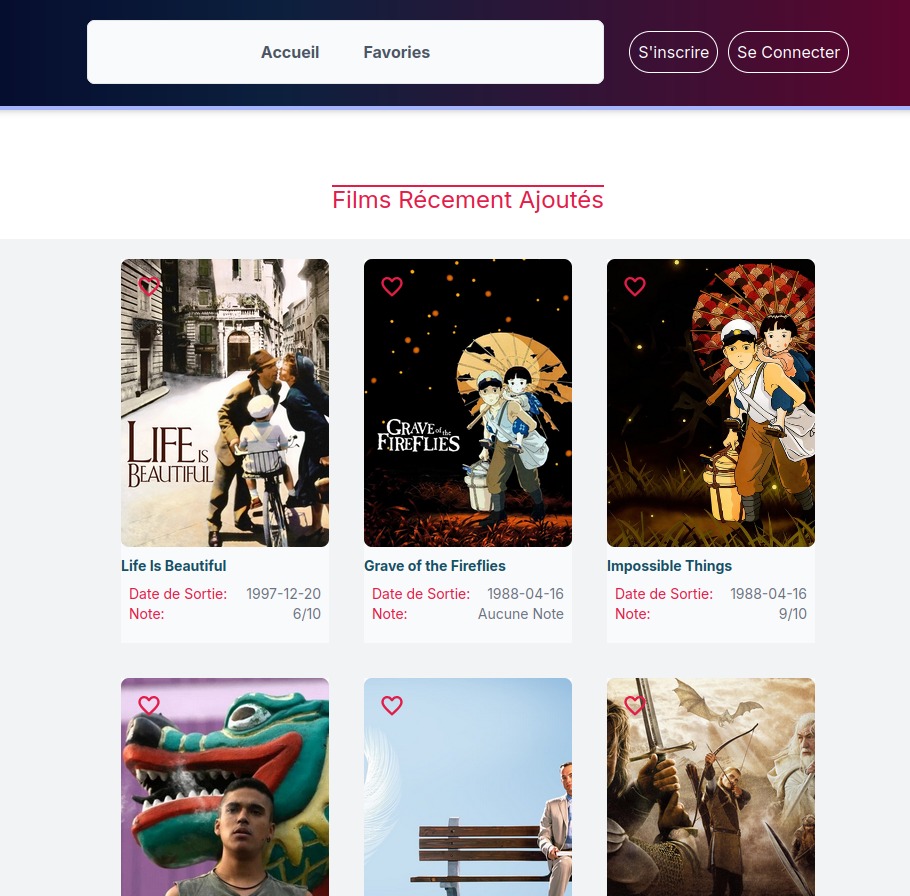 Accueil Favories S'inscrire Se Connecter
Films Récement Ajoutés
LIFE IS
BEAUTIFUL
GRAVE of the
FIREFLIES
Life Is Beautiful
Date de Sortie: 1997-12-20
Note: 6/10
Grave of the Fireflies
Date de Sortie: 1988-04-16
Note: Aucune Note
Impossible Things
Date de Sortie: 1988-04-16
Note: 9/10